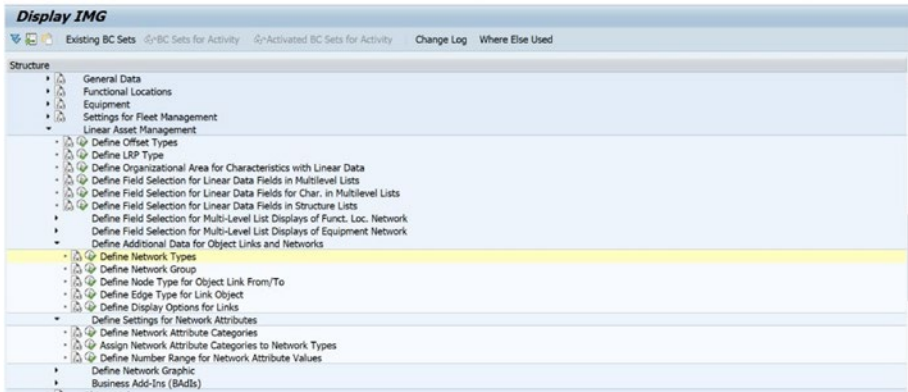 Display IMG
Existing BC Sets BC Sets for Activity Activated BC Sets for Activity Change Log Where Else Used
Structure
General Data
Functional Locations
Equipment
Settings for Fleet Management
Linear Asset Management
Define Offset Types
Define LRP Type
Define Organizational Area for Characteristics with Linear Data
Define Field Selection for Linear Data Fields in Multilevel Lists
Define Field Selection for Linear Data Fields for Char. in Multilevel Lists
Define Field Selection for Linear Data Fields in Structure Lists
Define Field Selection for Multi-Level List Displays of Funct. Loc. Network
Define Field Selection for Multi-Level List Displays of Equipment Network
Define Additional Data for Object Links and Networks
Define Network Types
Define Network Group
Define Node Type for Object Link From/To
Define Edge Type for Link Object
Define Display Options for Links
Define Settings for Network Attributes
Define Network Attribute Categories
Assign Network Attribute Categories to Network Types
Define Number Range for Network Attribute Values
Define Network Graphic
Business Add-Ins (BAdIs)